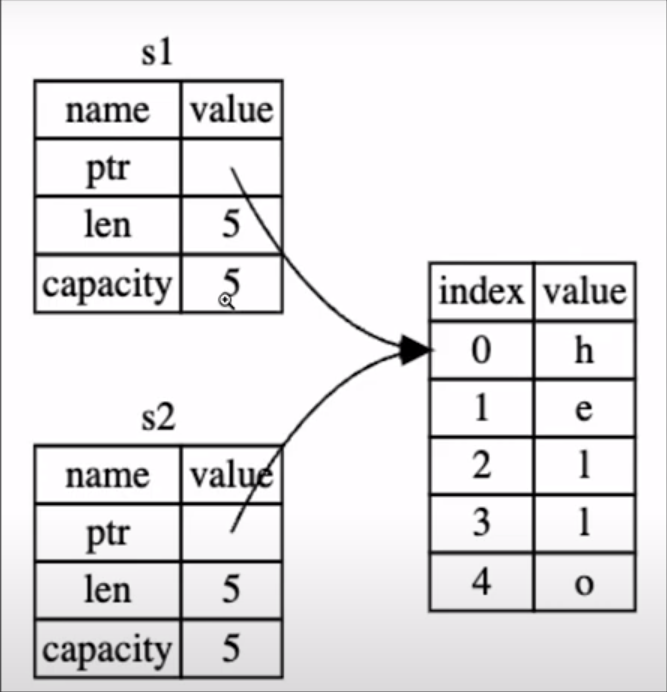 s1
name value
ptr
len 5
capacity 5
s2
name value
ptr
len 5
capacity 5
index value
0 h
1 e
2 l
3 l
4 o